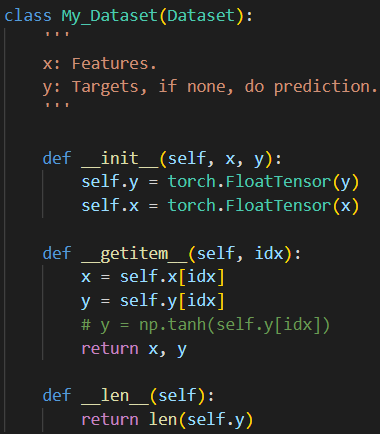 class My_Dataset(Dataset):
    '''
    x: Features.
    y: Targets, if none, do prediction.
    '''
    def __init__(self, x, y):
        self.y = torch.FloatTensor(y)
        self.x = torch.FloatTensor(x)
    def __getitem__(self, idx):
        x = self.x[idx]
        y = self.y[idx]
        # y = np.tanh(self.y[idx])
        return x, y
    def __len__(self):
        return len(self.y)